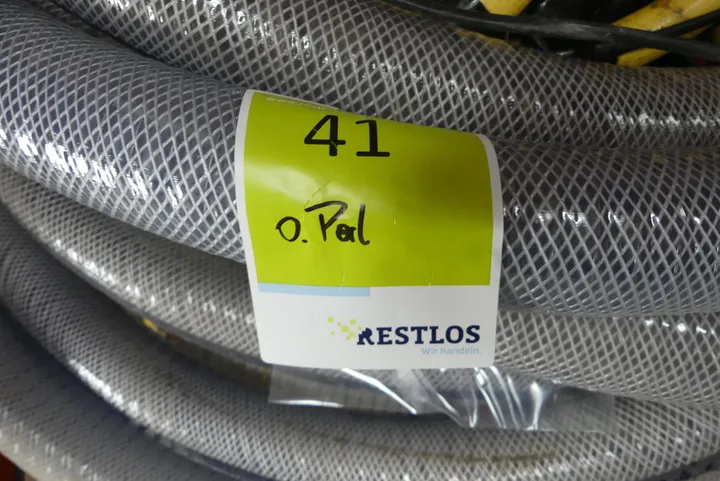 41
o. Pal
RESTLOS
Wir handeln.